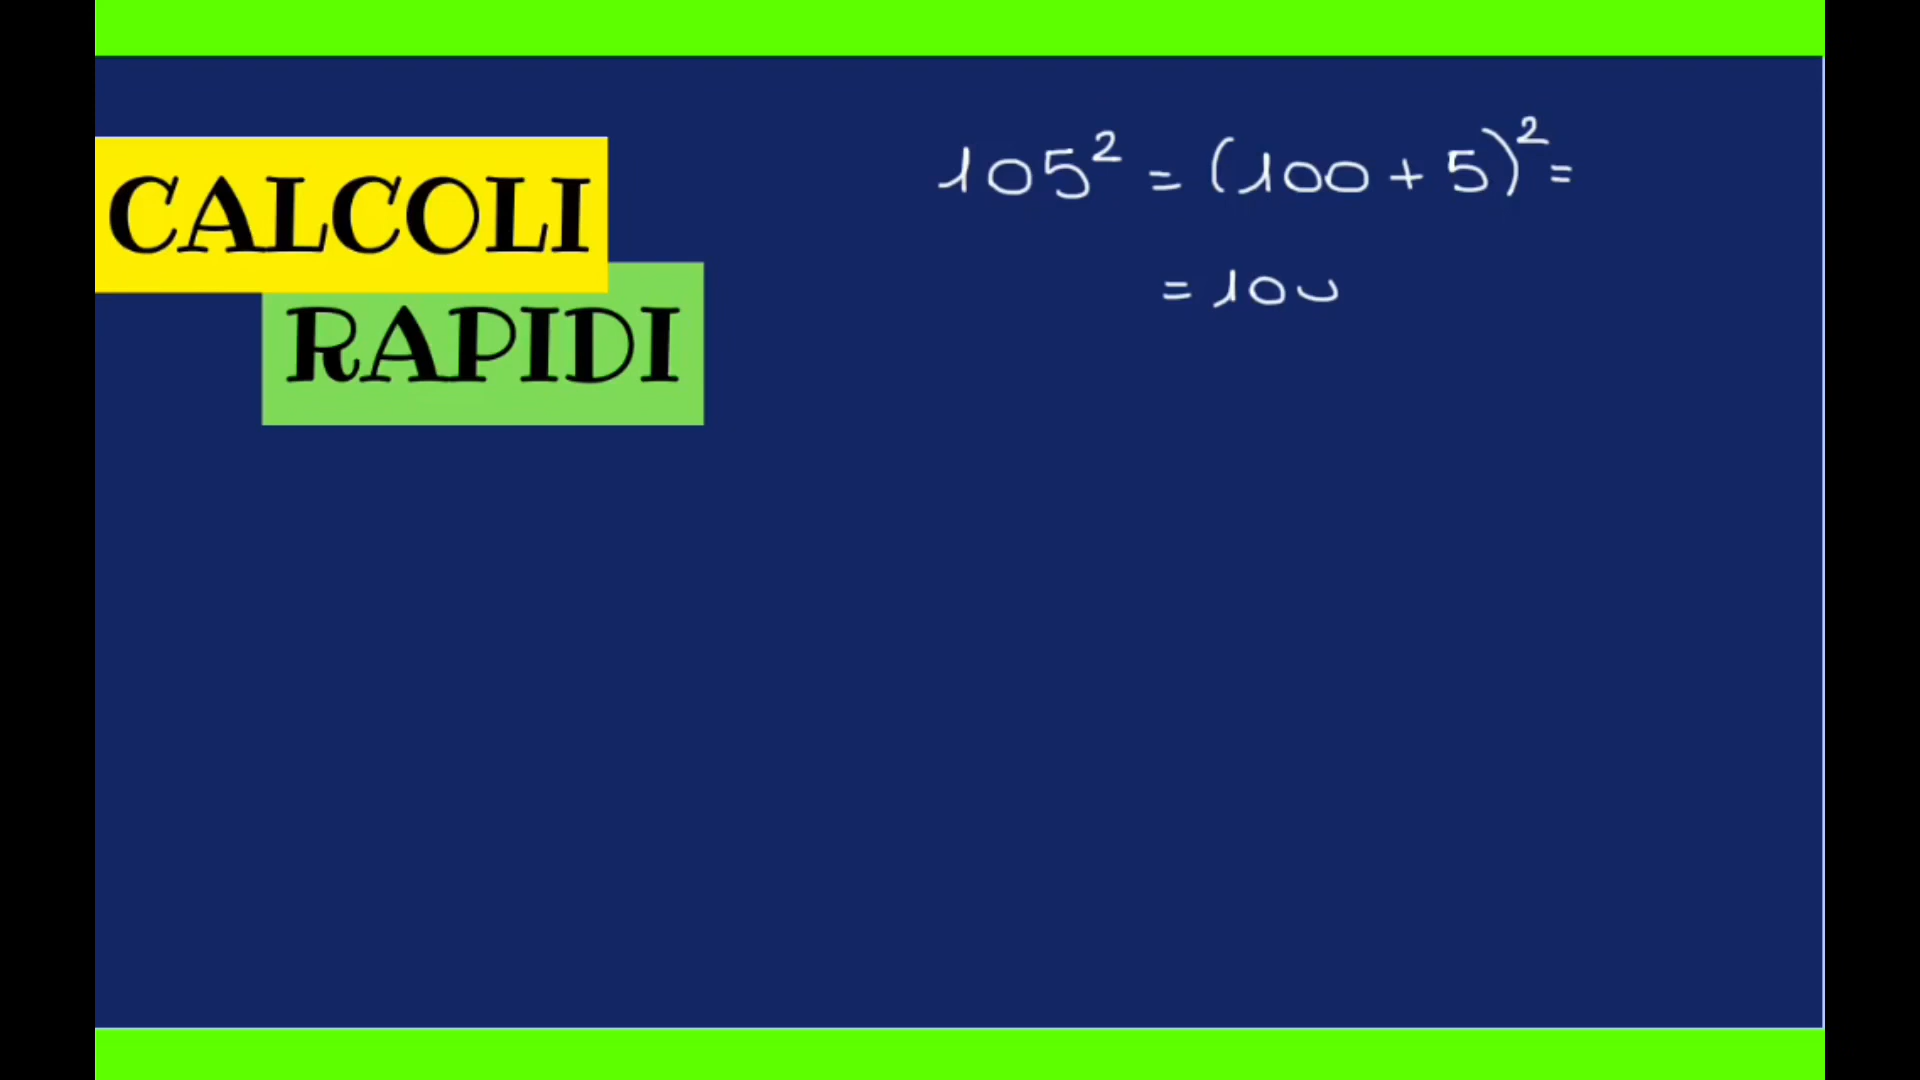 CALCOLI
RAPIDI
105² = (100 + 5)² =
= 10